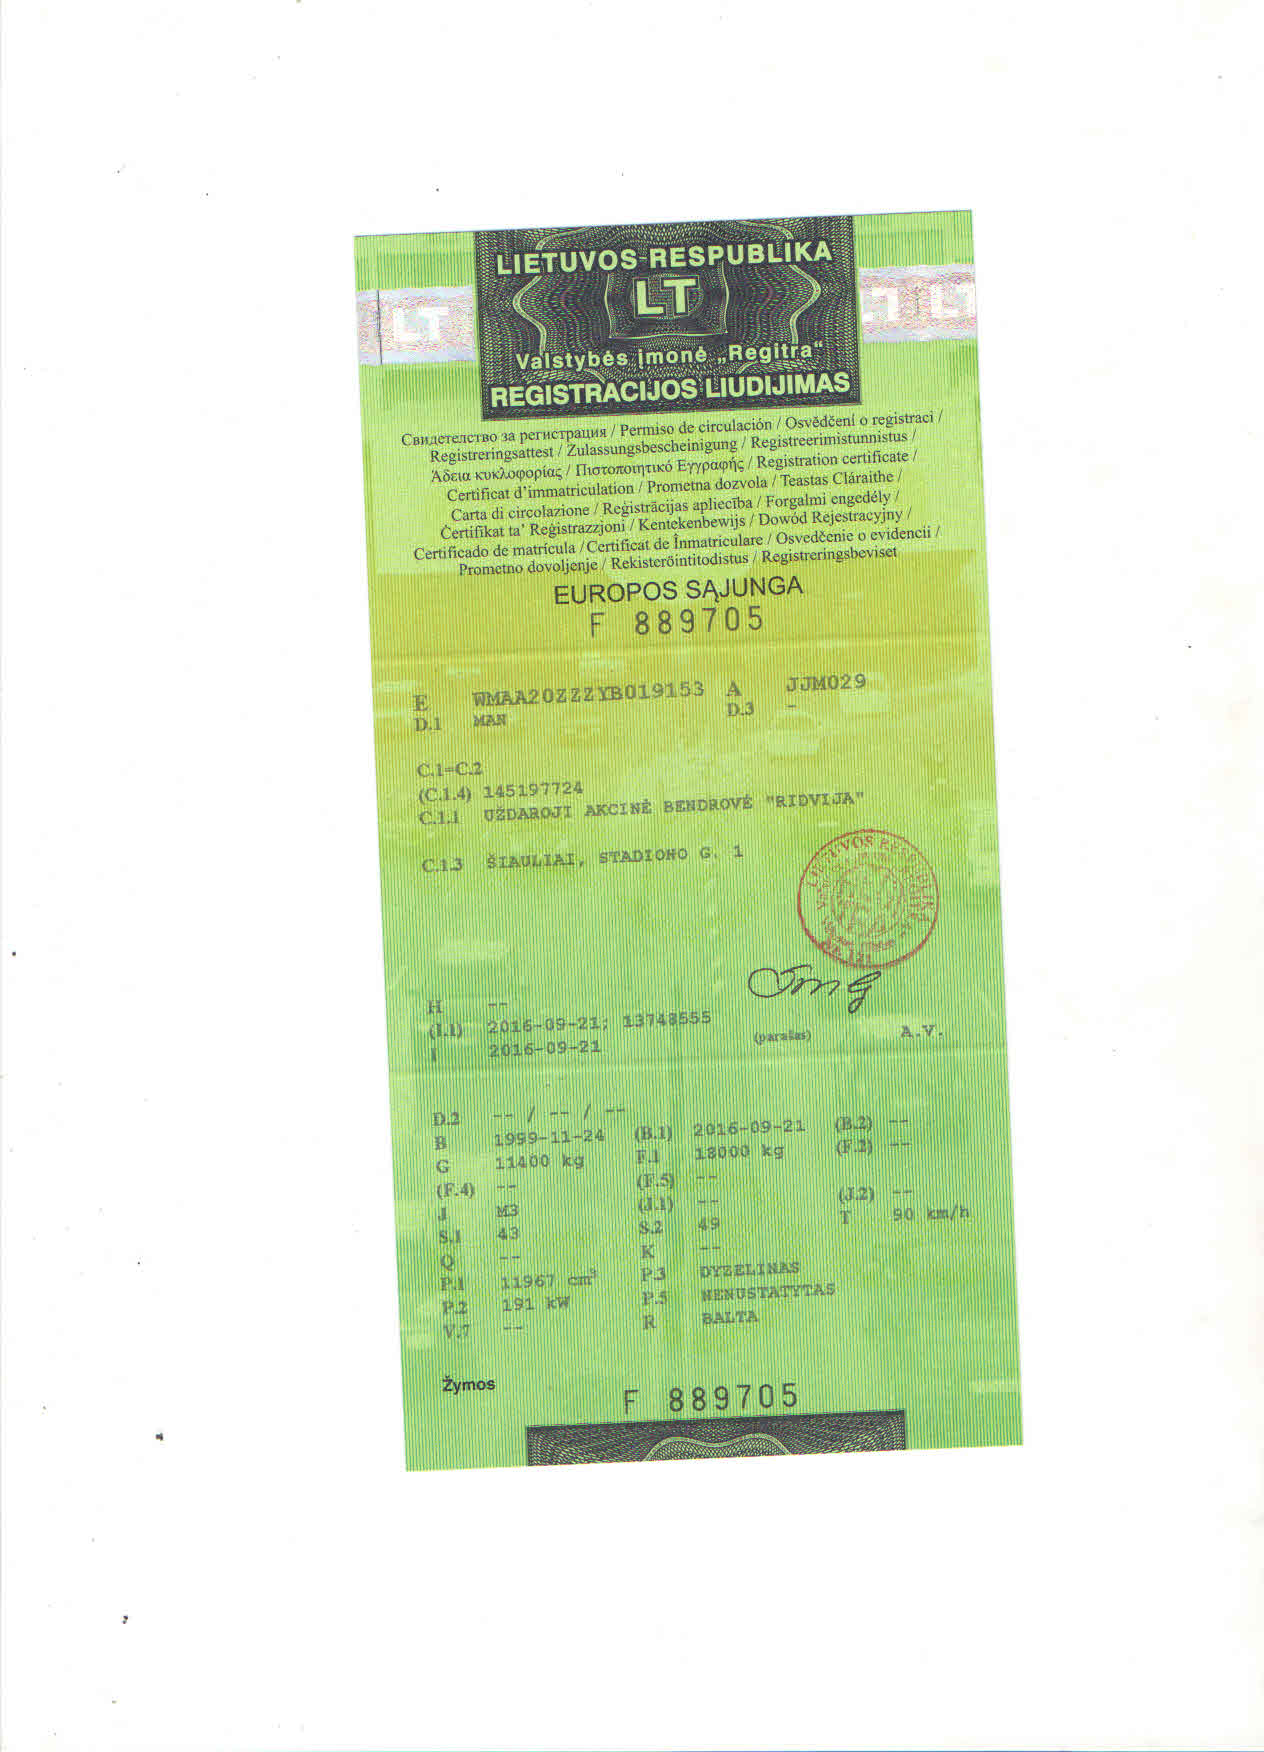 LIETUVOS RESPUBLIKA
LT
LT
LT
Valstybės įmonė „Regitra“
REGISTRACIJOS LIUDIJIMAS
Свидетелство за регистрация / Permiso de circulación / Osvědčení o registraci /
Registreringsattest / Zulassungsbescheinigung / Registreerimistunnistus /
Άδεια κυκλοφορίας / Πιστοποιητικό Εγγραφής / Registration certificate /
Certificat d'immatriculation / Prometna dozvola / Teastas Cláraithe /
Carta di circolazione / Reģistrācijas apliecība / Forgalmi engedély /
Ċertifikat ta' Reġistrazzjoni / Kentekenbewijs / Dowód Rejestracyjny /
Certificado de matrícula / Certificat de Înmatriculare / Osvedčenie o evidencii /
Prometno dovoljenje / Rekisteröintitodistus / Registreringsbeviset
EUROPOS SĄJUNGA
F 889705
E WMAA20ZZZYB019153 A JJM029
D.1 MAN D.3 -
C.1=C.2
(C.1.4) 145197724
C.1.1 UŽDAROJI AKCINĖ BENDROVĖ "RIDVIJA"
C.1.3 ŠIAULIAI, STADIONO G. 1
LIETUVOS RESPUBLIKA
H --
(I.1) 2016-09-21; 13748555
(parašas) A.V.
I 2016-09-21
D.2 -- / -- / --
B 1999-11-24 (B.1) 2016-09-21 (B.2) --
G 11400 kg F.1 18000 kg (F.2) --
(F.4) -- (F.5) --
J M3 (J.1) -- (J.2) --
S.1 43 S.2 49 T 90 km/h
Q -- K --
P.1 11967 cm³ P.3 DYZELINAS
P.2 191 kW P.5 NENUSTATYTAS
V.7 -- R BALTA
Žymos
F 889705